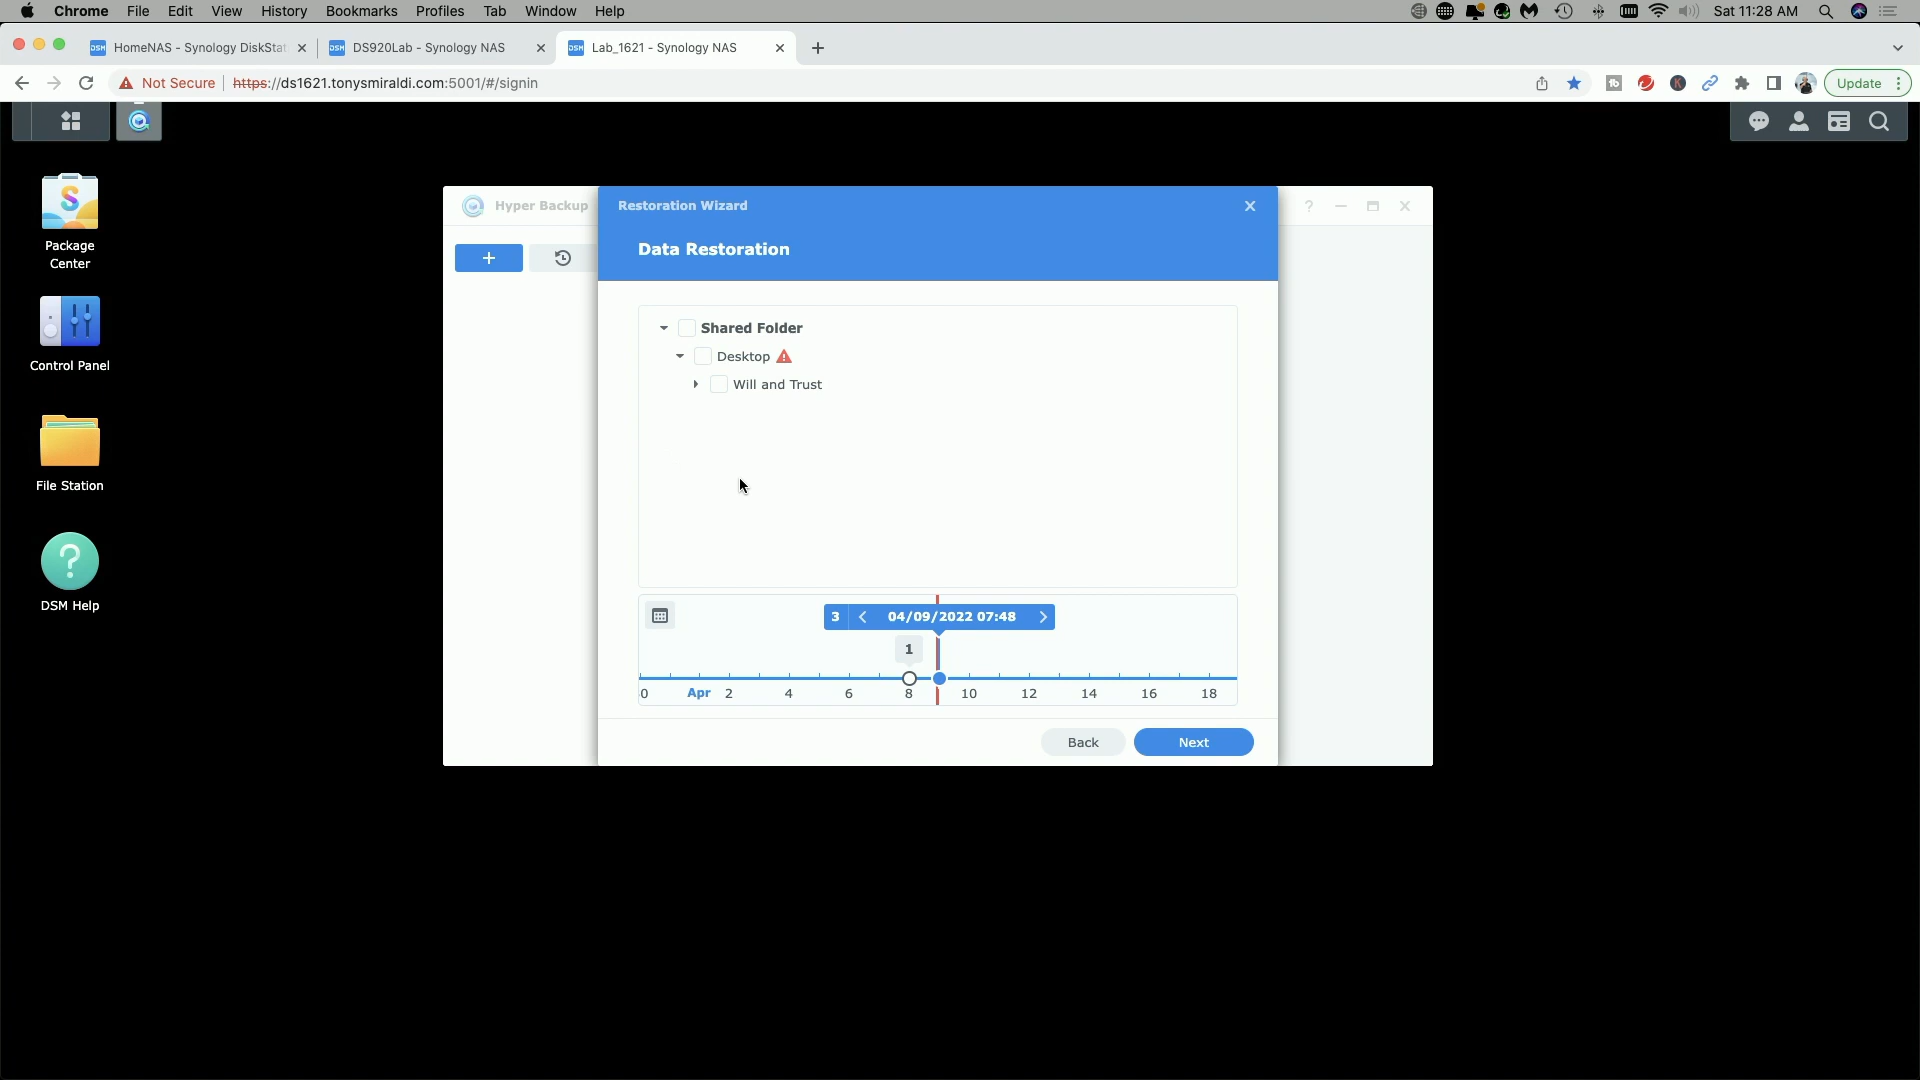 Chrome File Edit View History Bookmarks Profiles Tab Window Help Sat 11:28 AM
HomeNAS - Synology DiskStat DS920Lab - Synology NAS Lab_1621 - Synology NAS
Not Secure https://ds1621.tonysmiraldi.com:5001/#/signin Update
Package
Center
Control Panel
File Station
DSM Help
Hyper Backup
Restoration Wizard
Data Restoration
Shared Folder
Desktop
Will and Trust
3 04/09/2022 07:48
1
0 Apr 2 4 6 8 10 12 14 16 18
Back Next